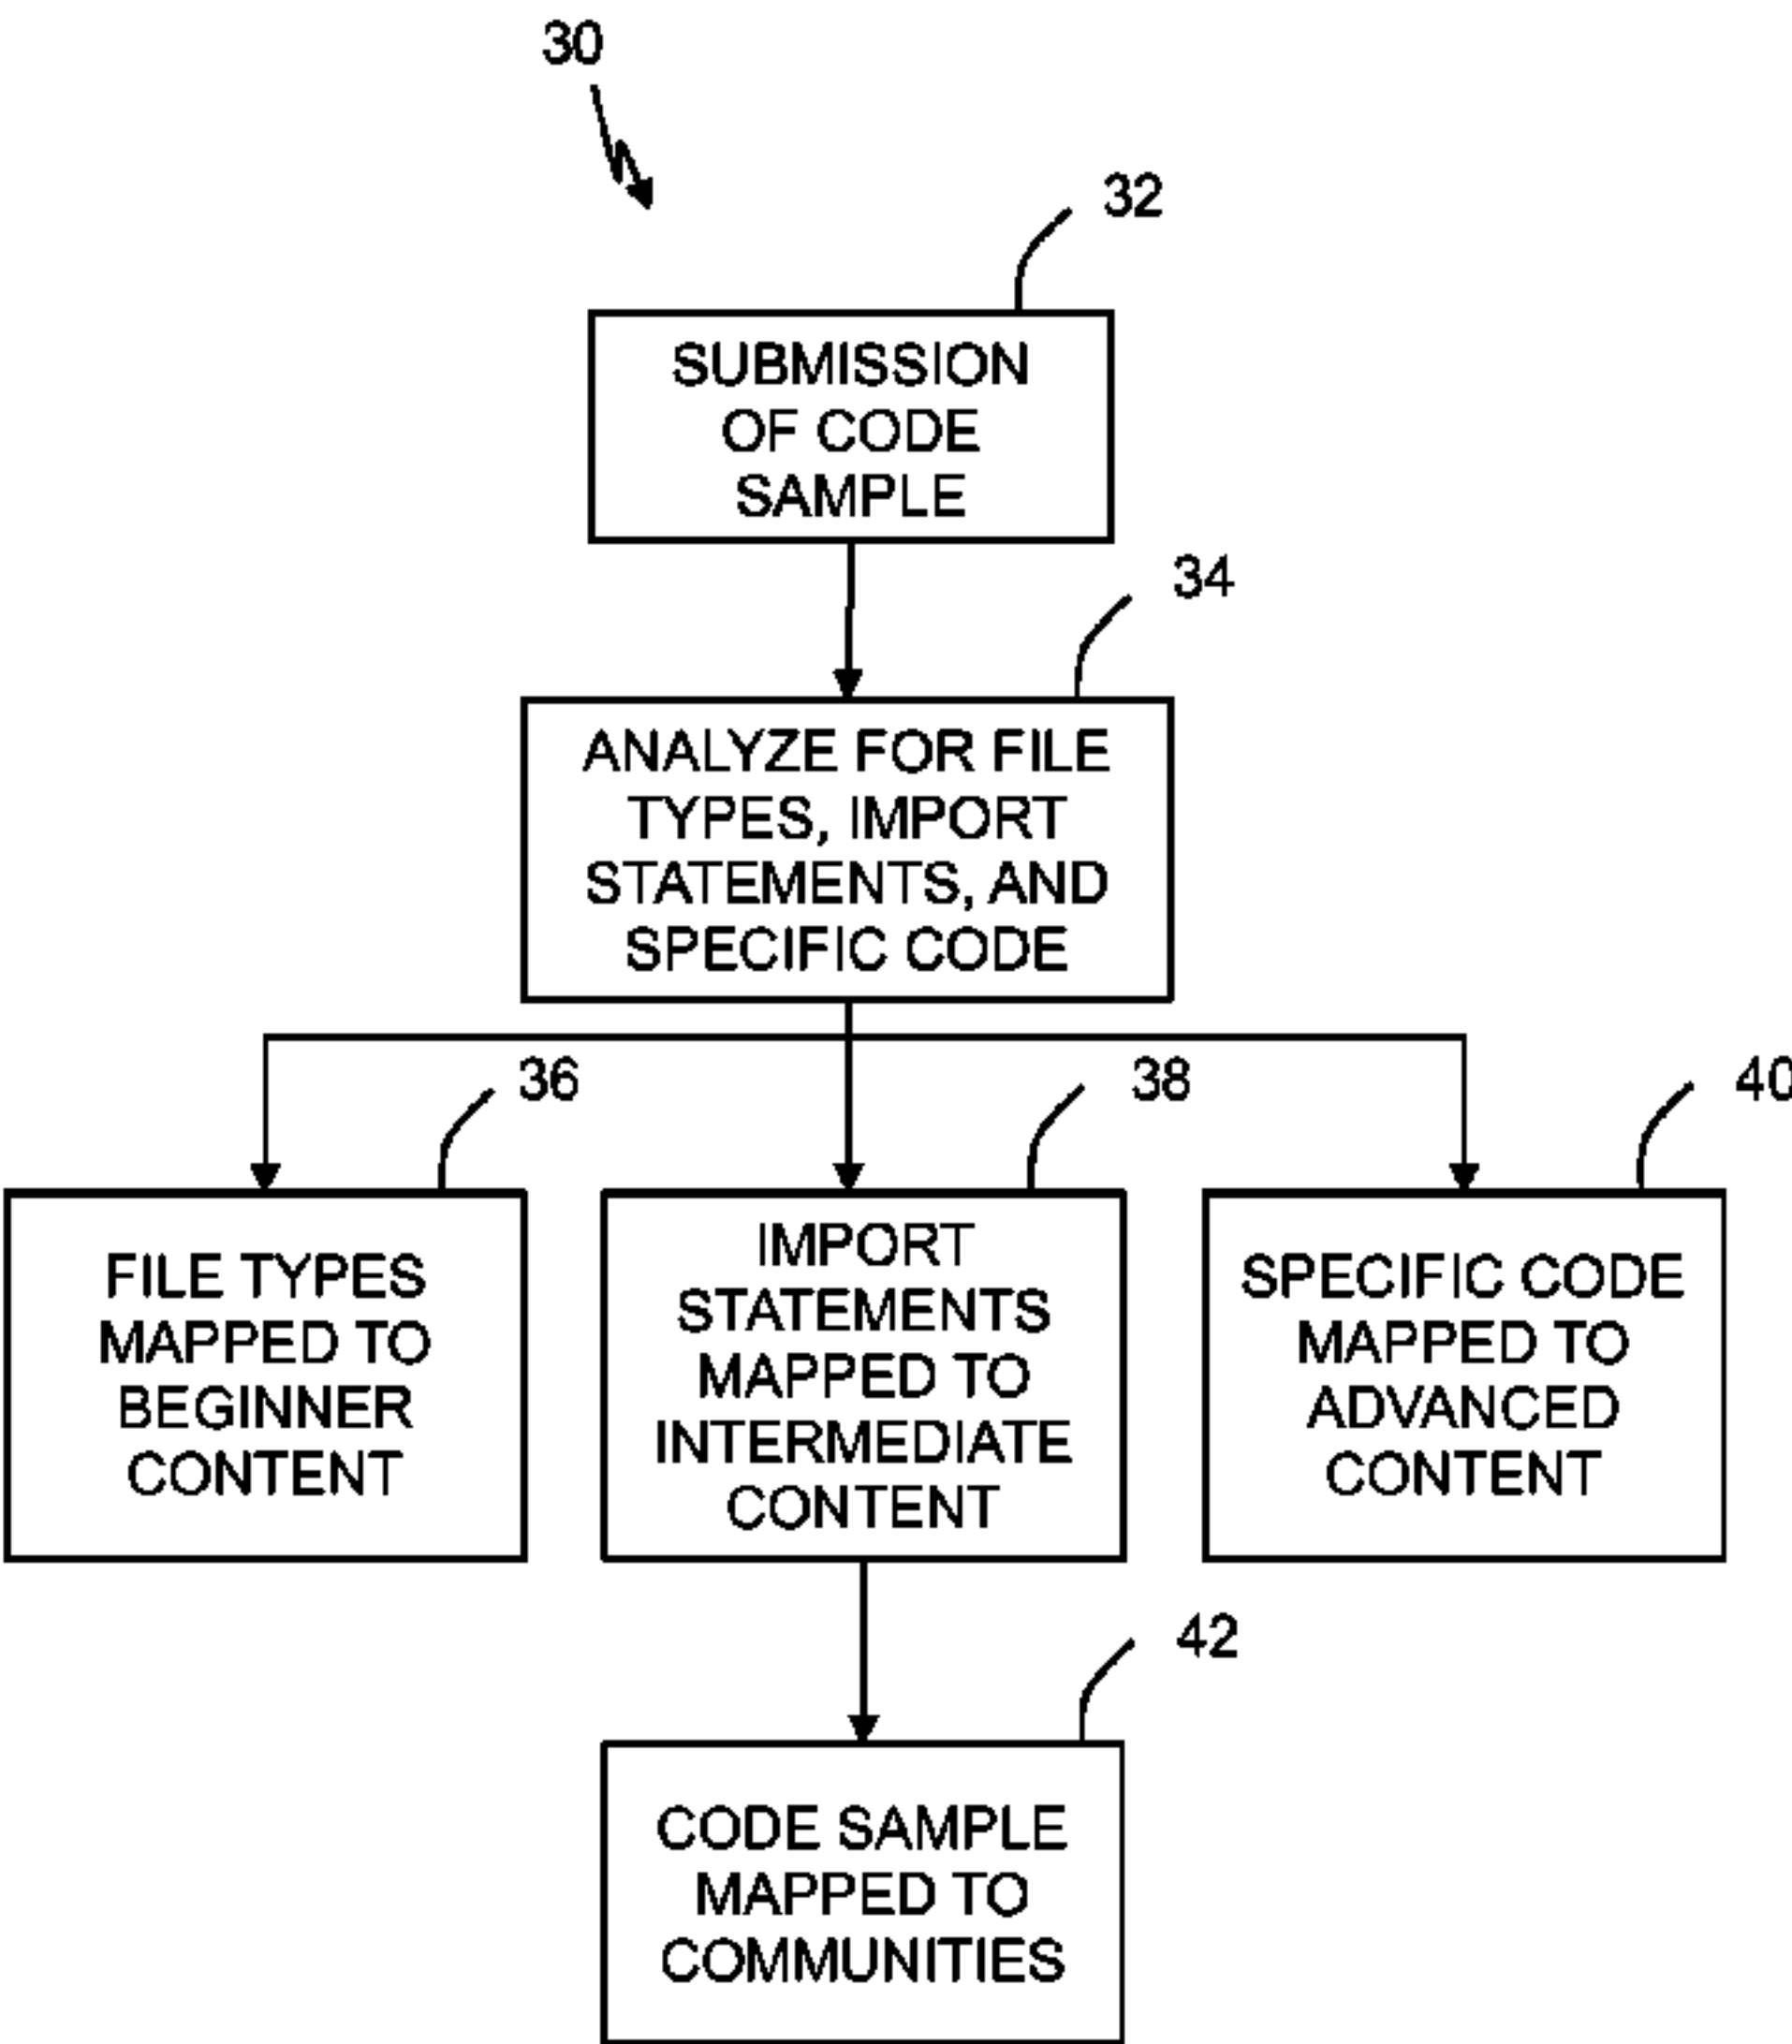 30
32
SUBMISSION
OF CODE
SAMPLE
34
ANALYZE FOR FILE
TYPES, IMPORT
STATEMENTS, AND
SPECIFIC CODE
36
FILE TYPES
MAPPED TO
BEGINNER
CONTENT
38
IMPORT
STATEMENTS
MAPPED TO
INTERMEDIATE
CONTENT
40
SPECIFIC CODE
MAPPED TO
ADVANCED
CONTENT
42
CODE SAMPLE
MAPPED TO
COMMUNITIES